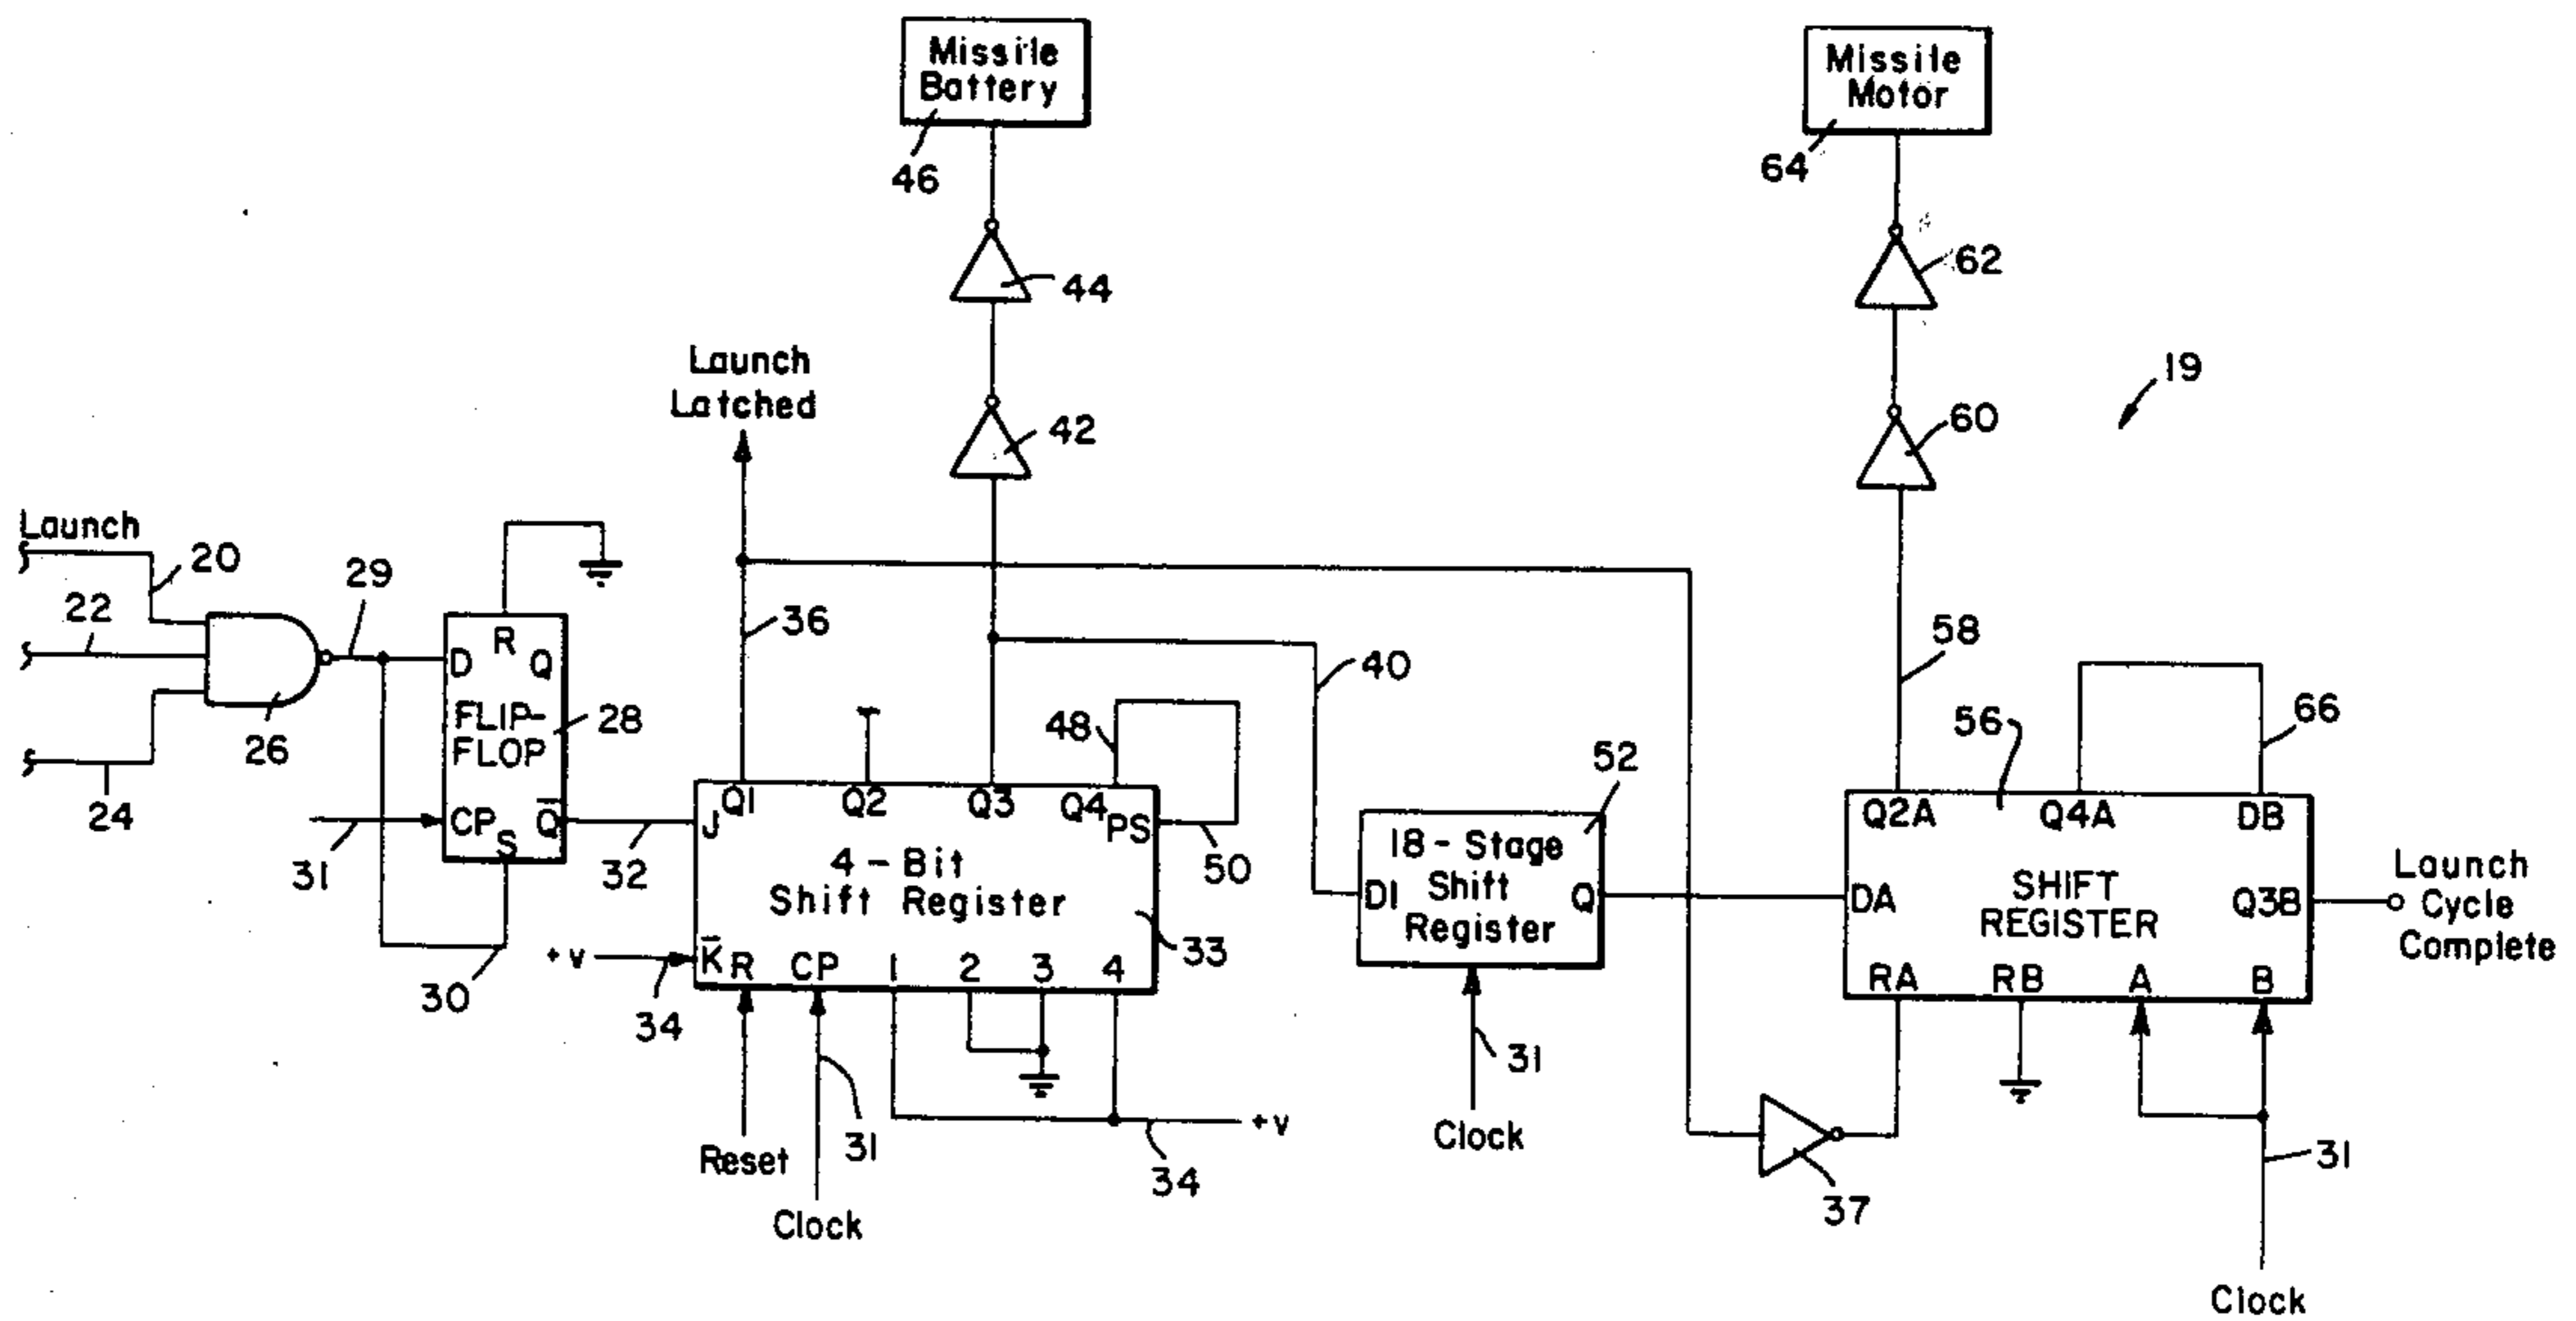 Missile
Battery
46
44
42
Missile
Motor
64
62
60
19
Launch
Latched
Launch
20
22
24
26
29
R
D
Q
FLIP-
FLOP
28
CP
S
Q̅
31
30
32
36
40
48
50
Q1
Q2
Q3
Q4
J
PS
4-Bit
Shift Register
33
K̅
R
CP
1
2
3
4
+v
34
Reset
31
Clock
34
+v
52
18-Stage
Shift
Register
DI
Q
31
Clock
37
58
56
66
Q2A
Q4A
DB
DA
SHIFT
REGISTER
Q3B
RA
RB
A
B
Launch
Cycle
Complete
31
Clock